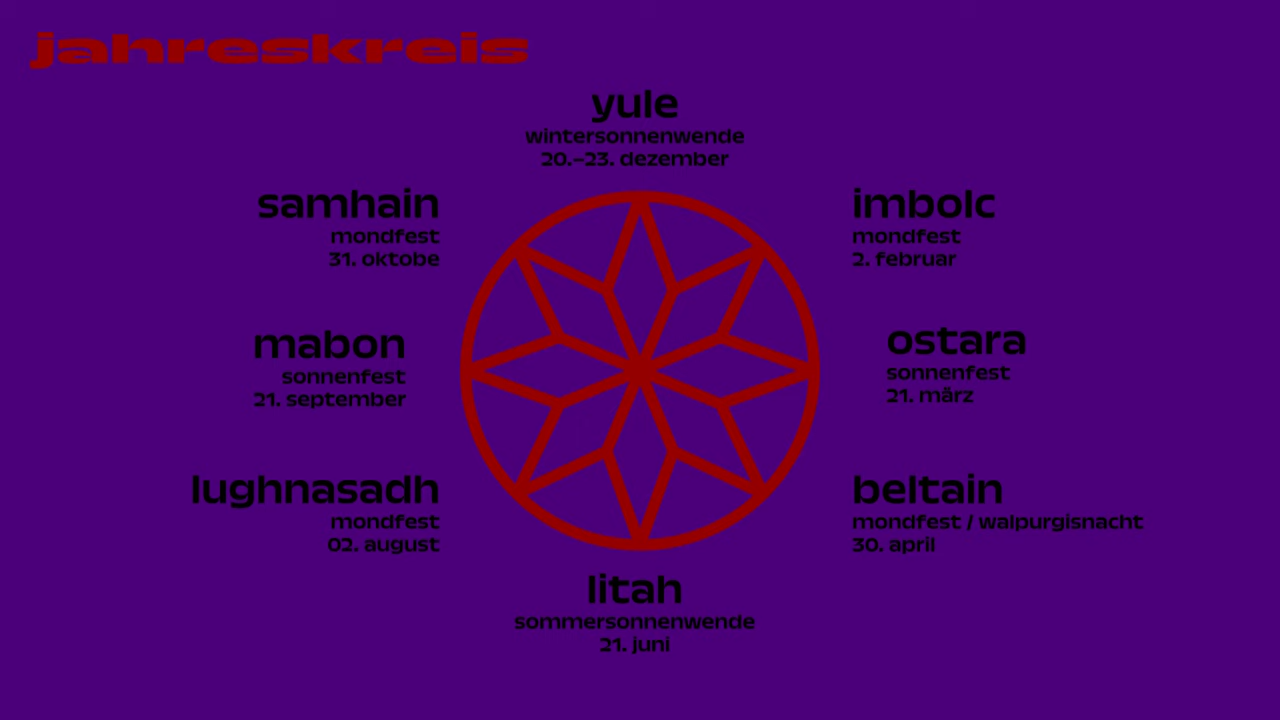 jahreskreis
yule
wintersonnenwende
20.–23. dezember
samhain
mondfest
31. oktobe
imbolc
mondfest
2. februar
mabon
sonnenfest
21. september
ostara
sonnenfest
21. märz
lughnasadh
mondfest
02. august
beltain
mondfest / walpurgisnacht
30. april
litah
sommersonnenwende
21. juni